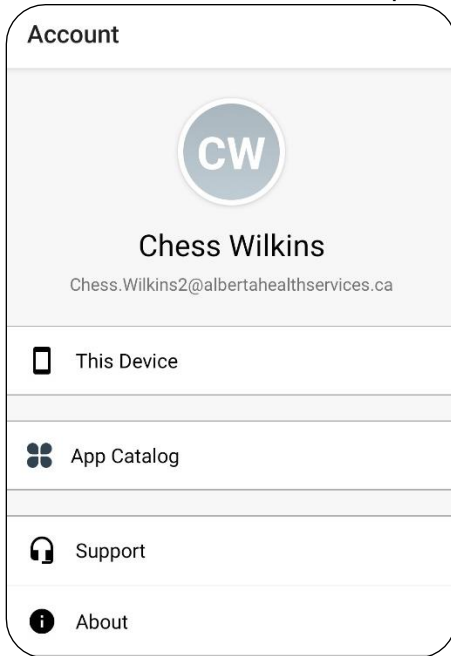 Account
CW
Chess Wilkins
Chess.Wilkins2@albertahealthservices.ca
This Device
App Catalog
Support
About